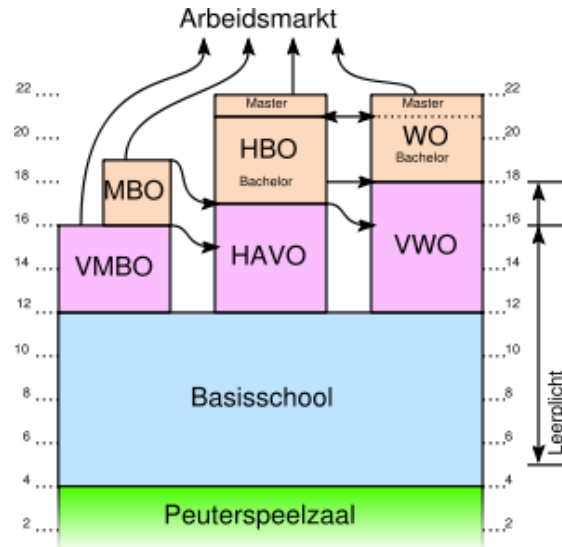 Arbeidsmarkt
22 Master Master 22
20 HBO WO 20
Bachelor
18 MBO Bachelor 18
16 16
14 VMBO HAVO VWO 14
12 12
10 10
8 Basisschool 8
6 6
Leerplicht
4 4
2 Peuterspeelzaal 2